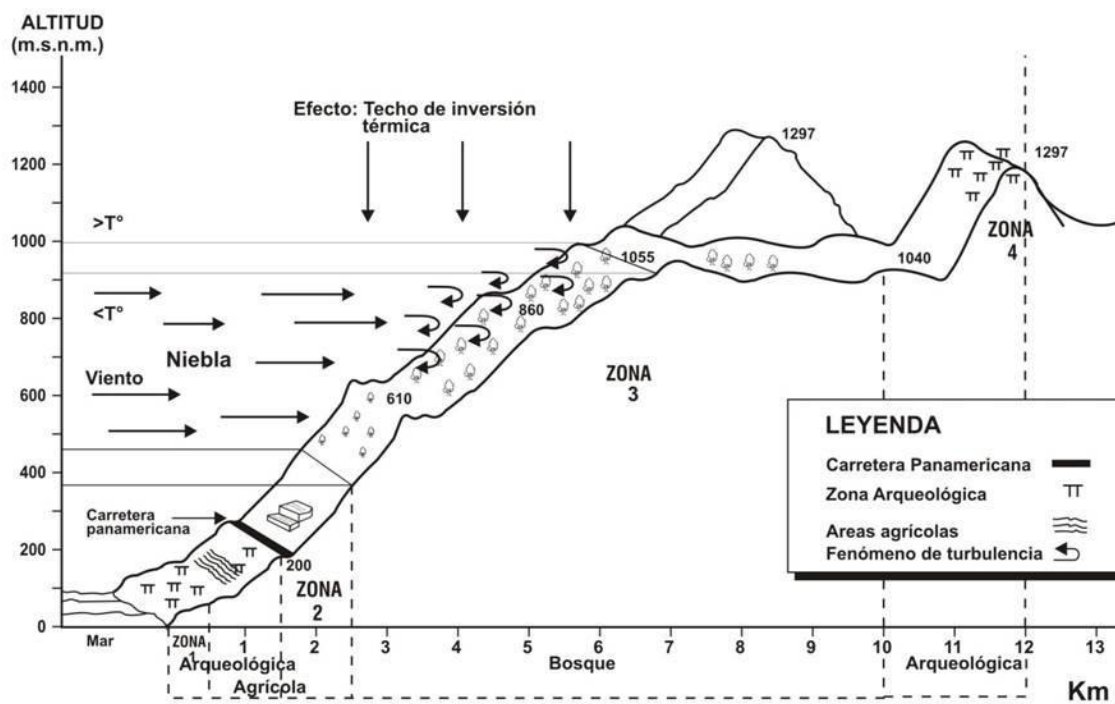 ALTITUD
(m.s.n.m.)
1400
1200
1000
800
600
400
200
0
Efecto: Techo de inversión
térmica
>T°
<T°
Niebla
Viento
Carretera
panamericana
200
610
860
1055
1297
1040
1297
ZONA
1
ZONA
2
ZONA
3
ZONA
4
LEYENDA
Carretera Panamericana
Zona Arqueológica
Areas agrícolas
Fenómeno de turbulencia
Mar
1 2 3 4 5 6 7 8 9 10 11 12 13
Arqueológica
Agrícola
Bosque
Arqueológica
Km